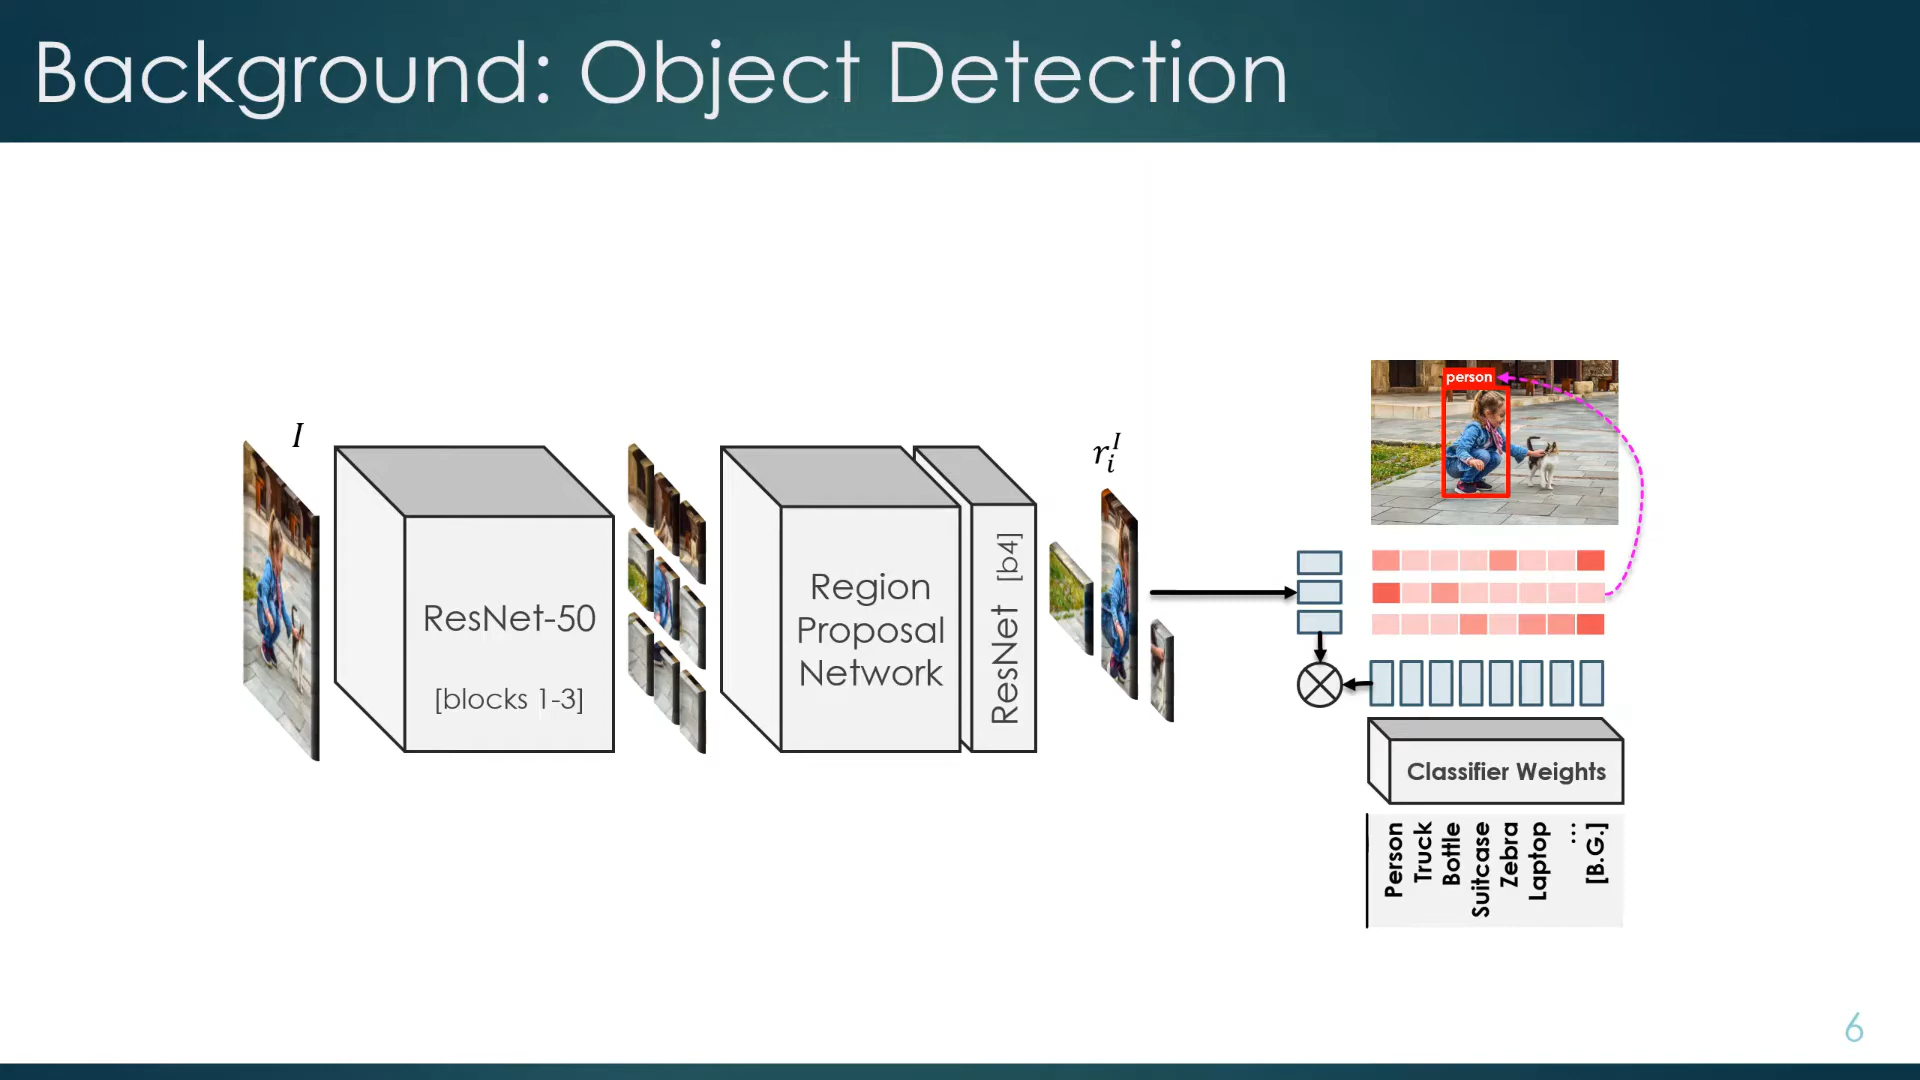 Background: Object Detection
I
ResNet-50
[blocks 1-3]
Region
Proposal
Network
ResNet [b4]
r_i^I
person
Classifier Weights
Person
Truck
Bottle
Suitcase
Zebra
Laptop
...
[B.G.]
6